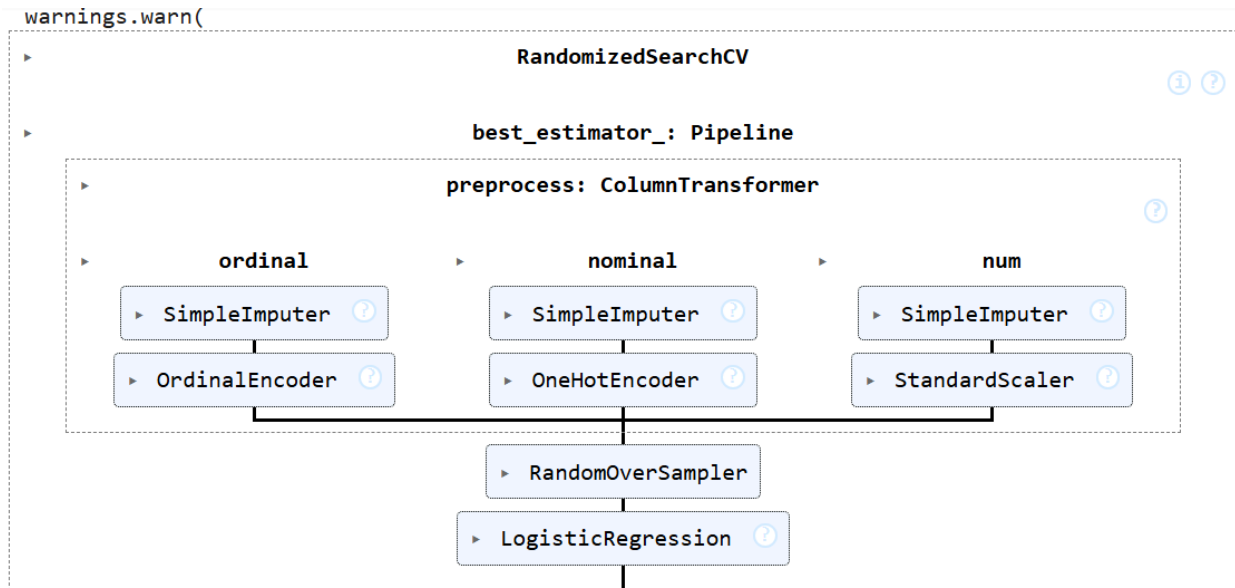 warnings.warn(
RandomizedSearchCV
best_estimator_: Pipeline
preprocess: ColumnTransformer
ordinal
nominal
num
SimpleImputer
SimpleImputer
SimpleImputer
OrdinalEncoder
OneHotEncoder
StandardScaler
RandomOverSampler
LogisticRegression